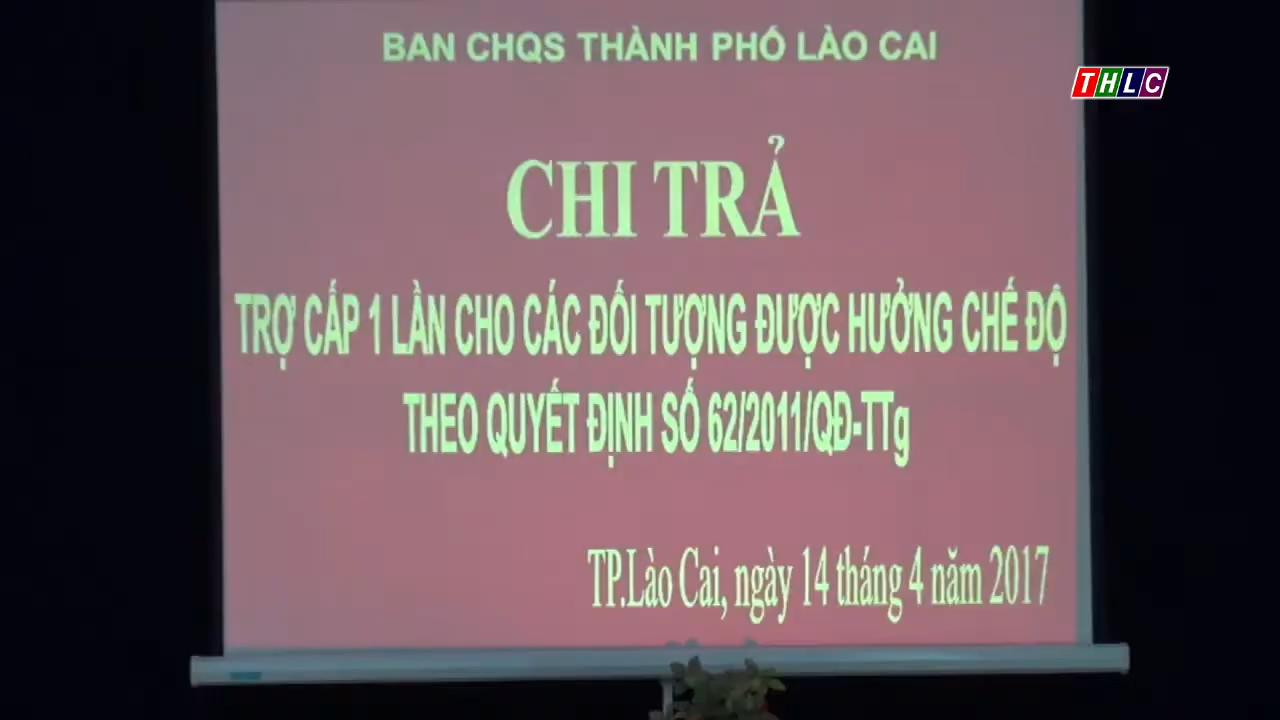 BAN CHQS THÀNH PHỐ LÀO CAI
THLC
CHI TRẢ
TRỢ CẤP 1 LẦN CHO CÁC ĐỐI TƯỢNG ĐƯỢC HƯỞNG CHẾ ĐỘ
THEO QUYẾT ĐỊNH SỐ 62/2011/QĐ-TTg
TP.Lào Cai, ngày 14 tháng 4 năm 2017